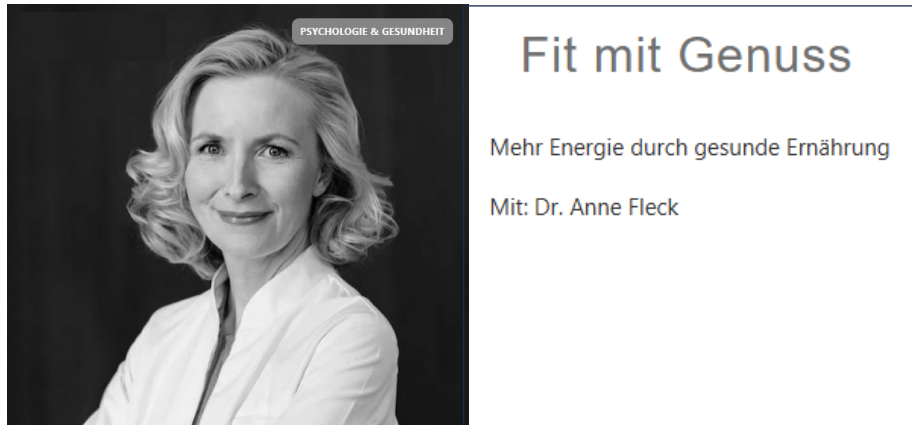 PSYCHOLOGIE & GESUNDHEIT
Fit mit Genuss
Mehr Energie durch gesunde Ernährung
Mit: Dr. Anne Fleck